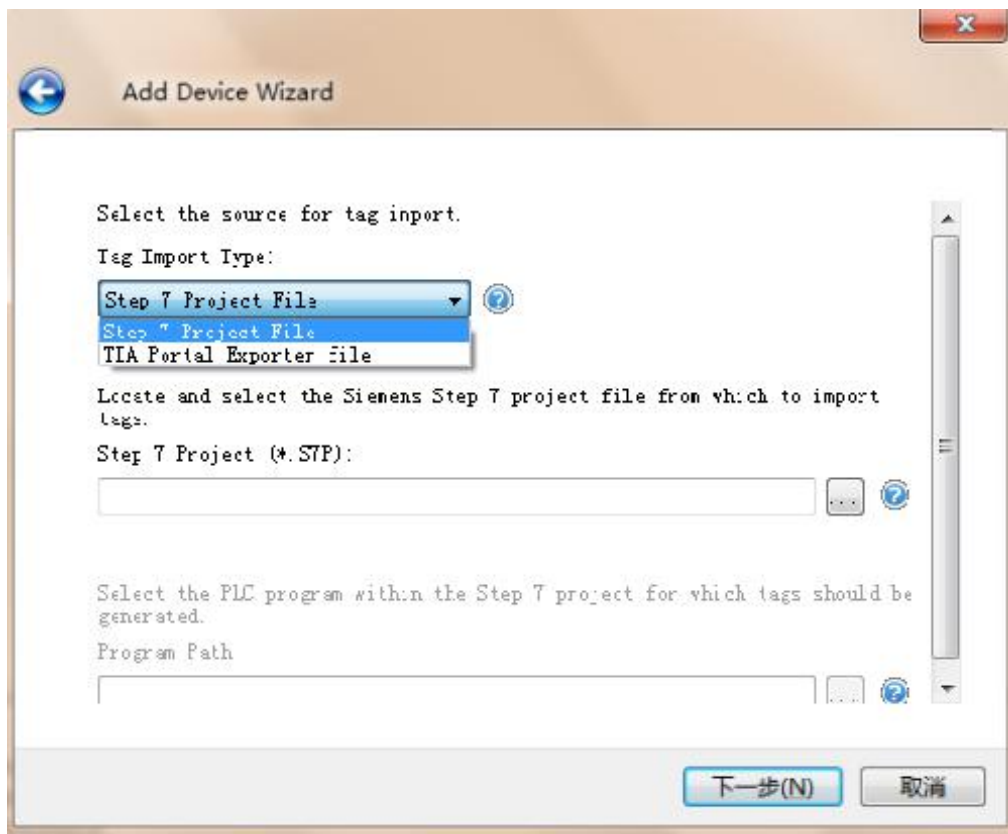 Add Device Wizard
Select the source for tag inport.
Tag Import Type:
Step 7 Project File
Step 7 Project File
TIA Portal Exporter file
Locate and select the Siemens Step 7 project file from which to import
tags.
Step 7 Project (*.S7P):
...
Select the PLC program within the Step 7 project for which tags should be
generated.
Program Path
...
下一步(N)
取消